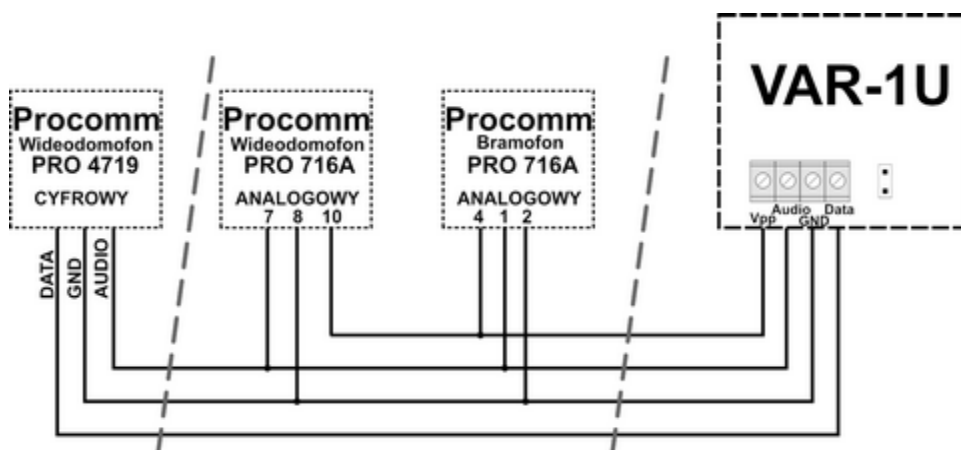 Procomm
Wideodomofon
PRO 4719
CYFROWY
DATA
GND
AUDIO
Procomm
Wideodomofon
PRO 716A
ANALOGOWY
7 8 10
Procomm
Bramofon
PRO 716A
ANALOGOWY
4 1 2
VAR-1U
Vpp Audio GND Data